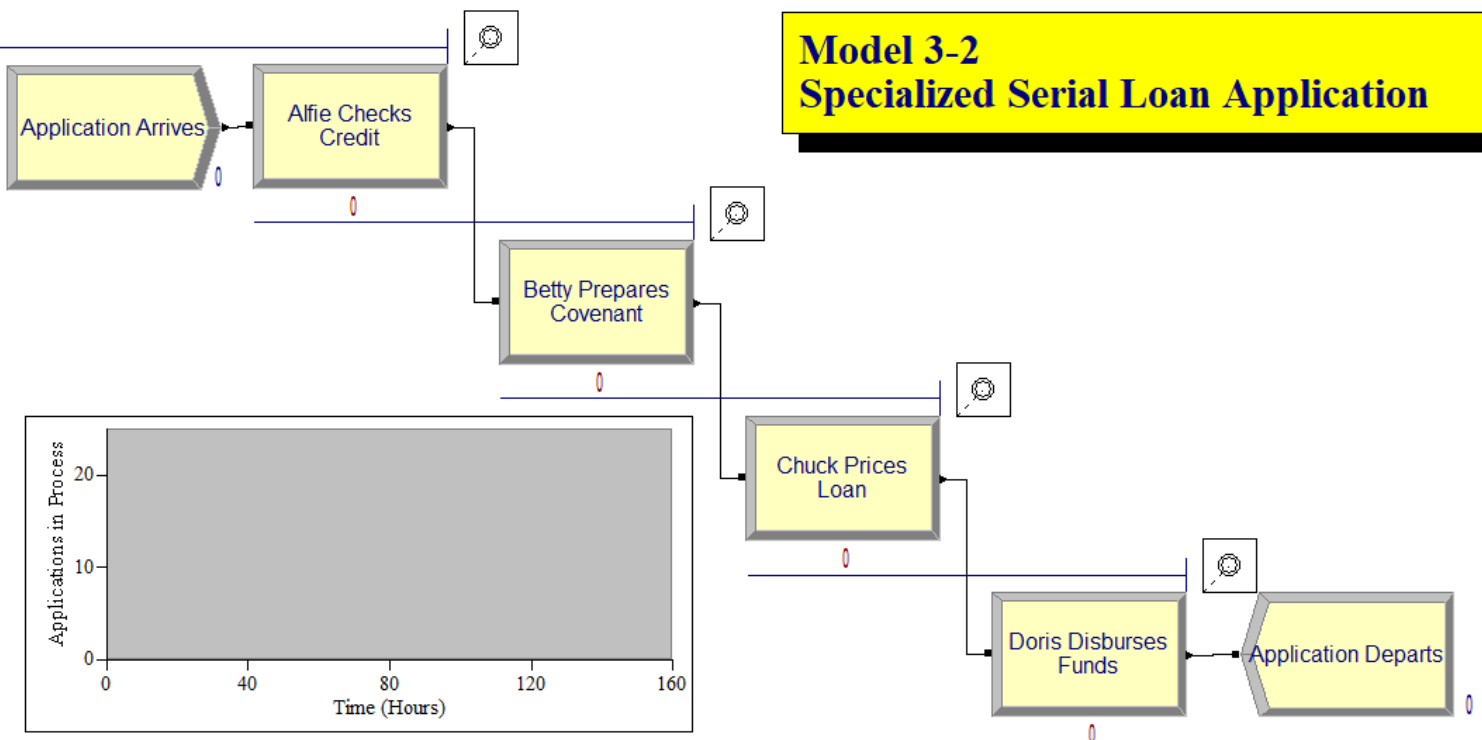 Model 3-2
Specialized Serial Loan Application
Application Arrives
0
Alfie Checks
Credit
0
Betty Prepares
Covenant
0
Chuck Prices
Loan
0
Doris Disburses
Funds
0
Application Departs
0
Applications in Process
20
10
0
0
40
80
120
160
Time (Hours)